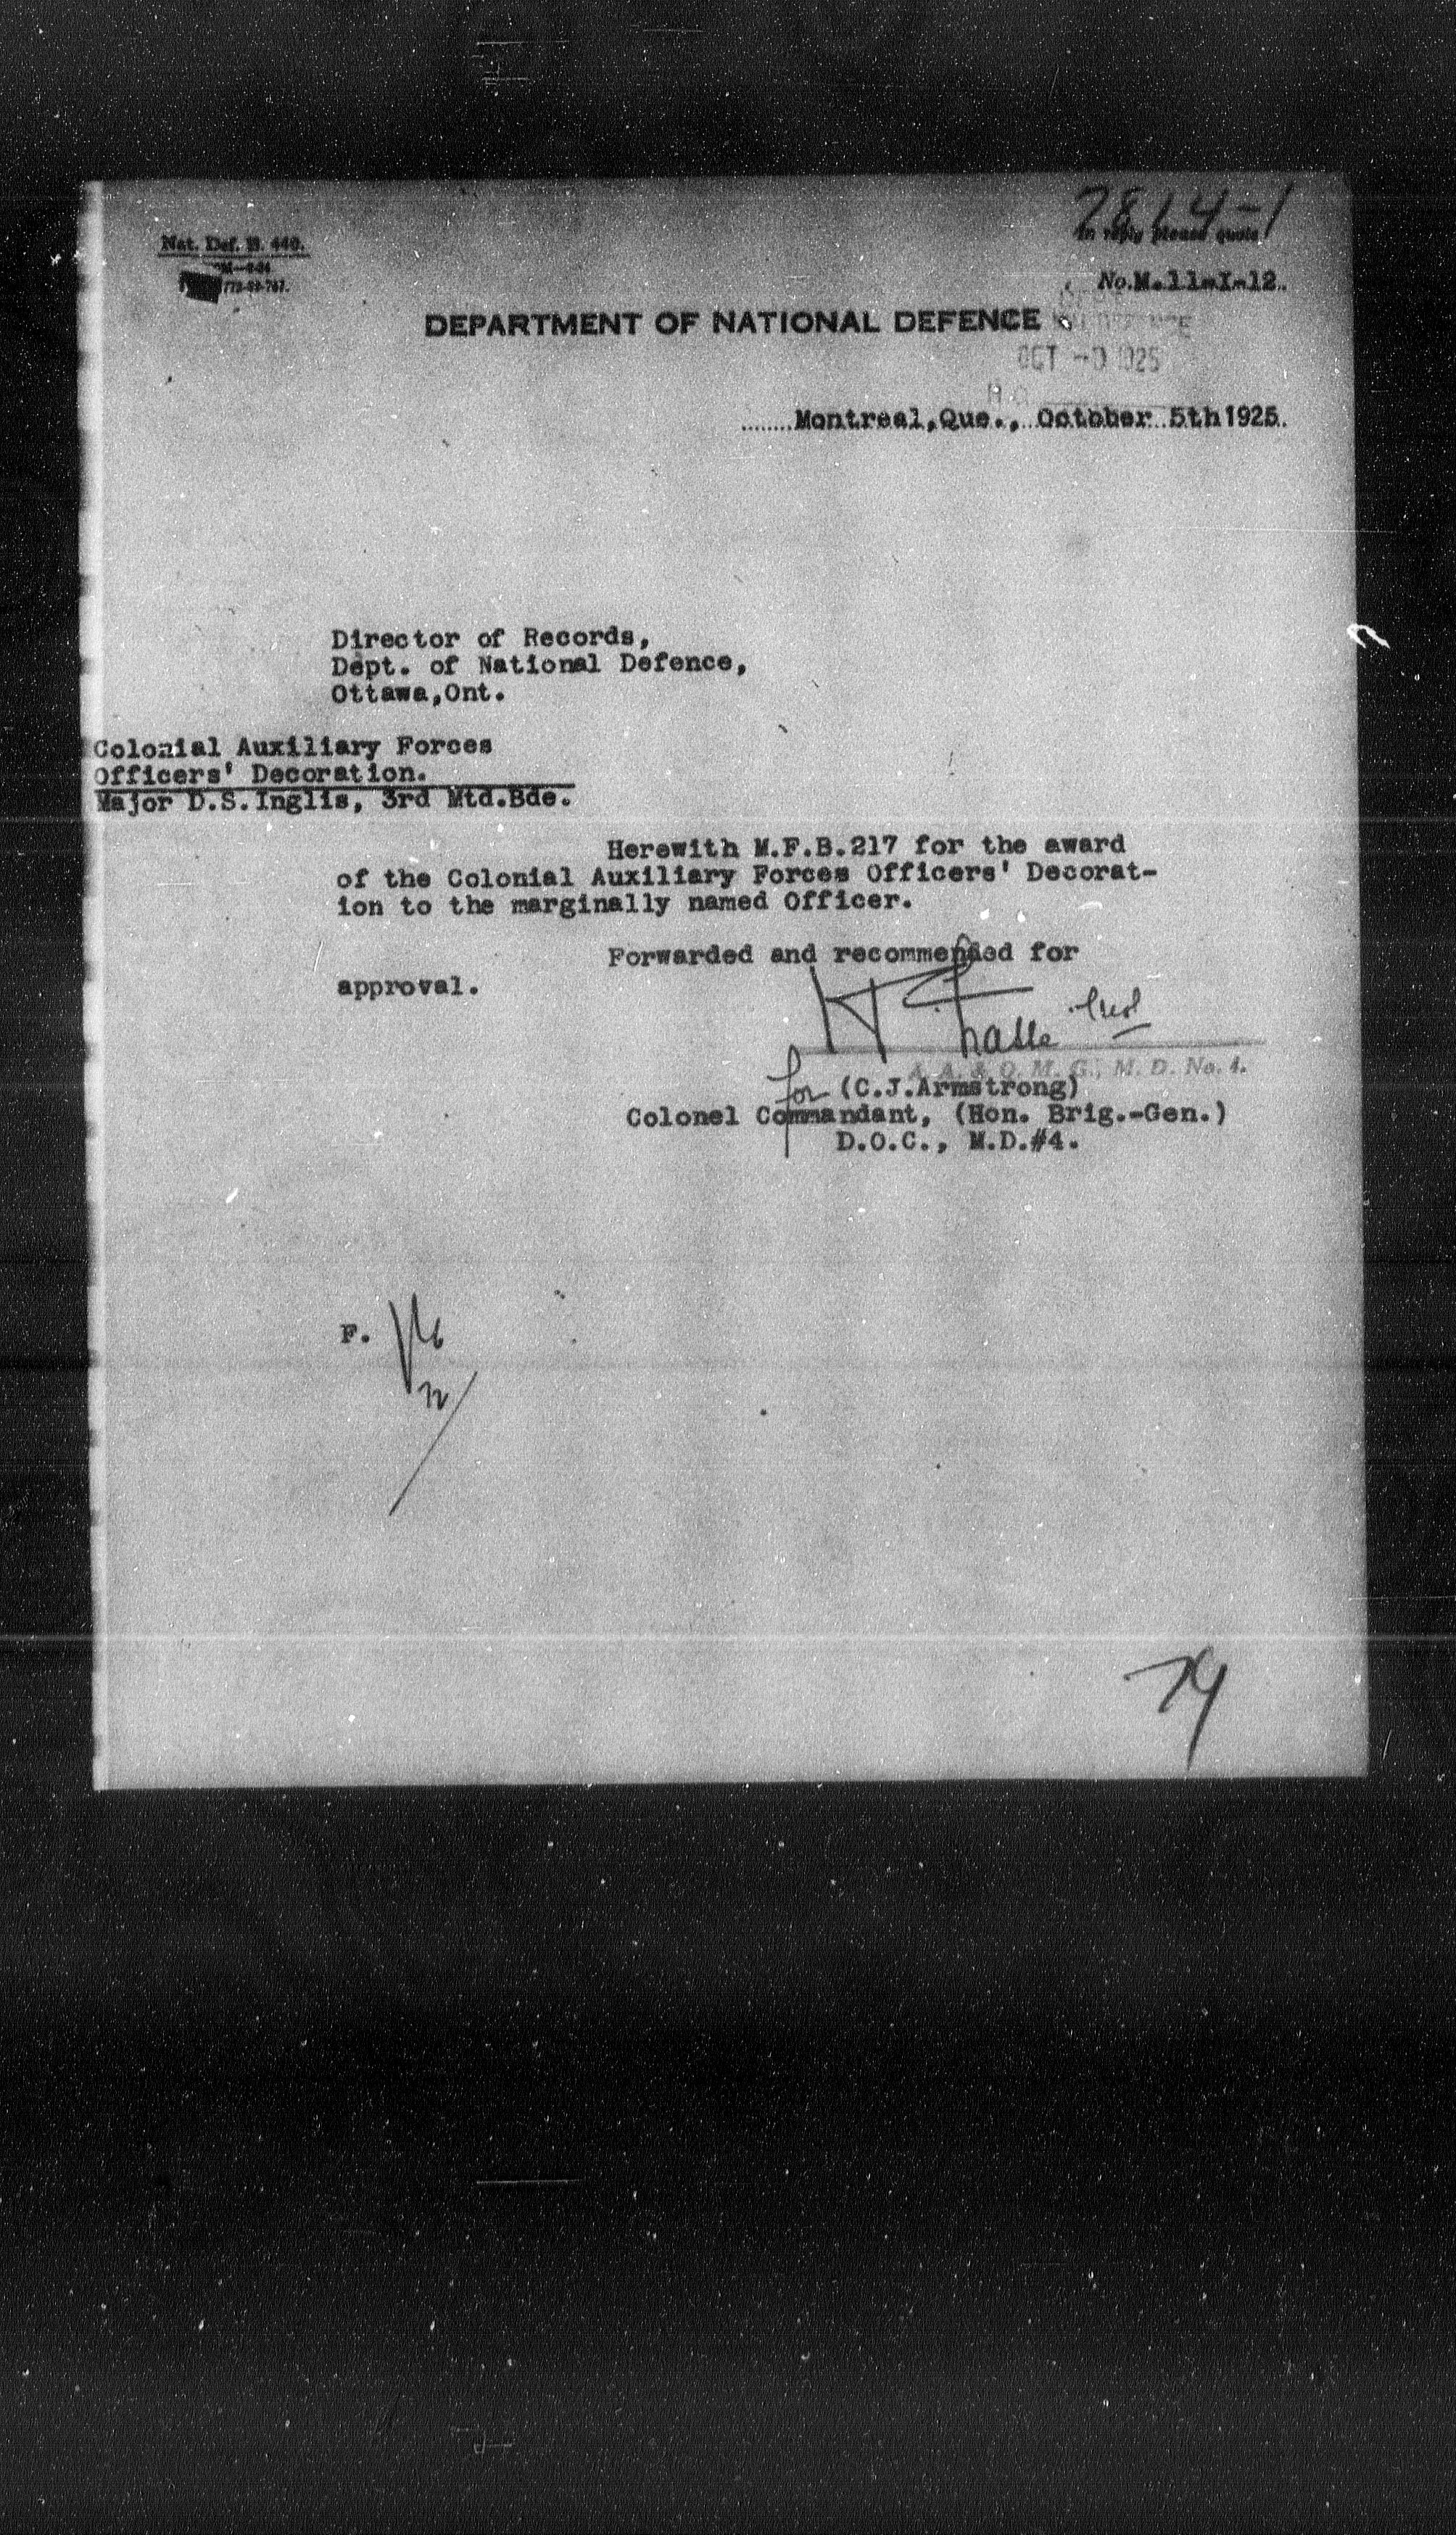 7814-1
Nat. Def. B. 440.
In reply please quote
No. M.11-I-12.
DEPARTMENT OF NATIONAL DEFENCE
OCT 1925
H.Q.
Montreal,Que., October 5th 1925.
Director of Records,
Dept. of National Defence,
Ottawa,Ont.
Colonial Auxiliary Forces
Officers' Decoration.
Major D.S.Inglis, 3rd Mtd.Bde.
Herewith M.F.B.217 for the award
of the Colonial Auxiliary Forces Officers' Decorat-
ion to the marginally named Officer.
Forwarded and recommended for
approval.
A. A. & Q. M. G., M. D. No. 4.
for (C.J.Armstrong)
Colonel Commandant, (Hon. Brig.-Gen.)
D.O.C., M.D.#4.
F.
79